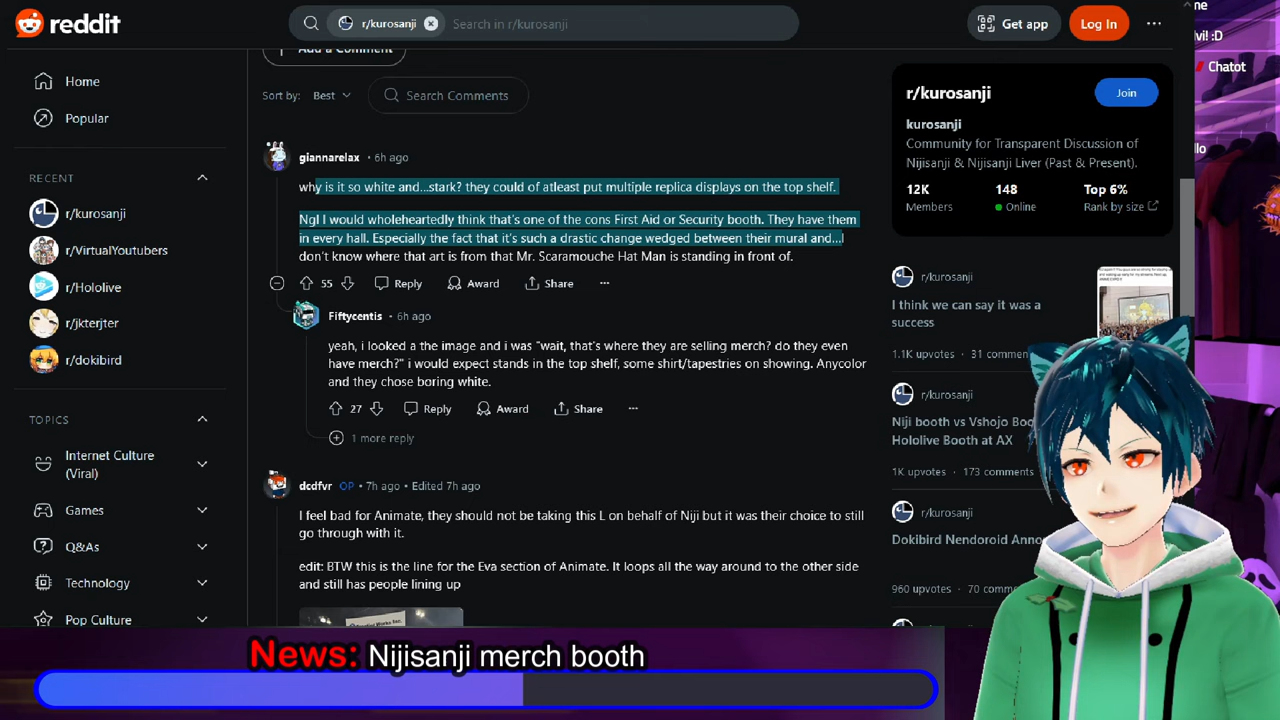 reddit
r/kurosanji
Search in r/kurosanji
Get app
Log In
Home
Popular
RECENT
r/kurosanji
r/VirtualYoutubers
r/Hololive
r/jkterjter
r/dokibird
TOPICS
Internet Culture
(Viral)
Games
Q&As
Technology
Pop Culture
Add a Comment
Sort by:
Best
Search Comments
giannarelax • 6h ago
why is it so white and...stark? they could of atleast put multiple replica displays on the top shelf.
Ngl I would wholeheartedly think that's one of the cons First Aid or Security booth. They have them
in every hall. Especially the fact that it's such a drastic change wedged between their mural and...I
don't know where that art is from that Mr. Scaramouche Hat Man is standing in front of.
55
Reply
Award
Share
Fiftycentis • 6h ago
yeah, i looked a the image and i was "wait, that's where they are selling merch? do they even
have merch?" i would expect stands in the top shelf, some shirt/tapestries on showing. Anycolor
and they chose boring white.
27
Reply
Award
Share
1 more reply
dcdfvr OP • 7h ago • Edited 7h ago
I feel bad for Animate, they should not be taking this L on behalf of Niji but it was their choice to still
go through with it.
edit: BTW this is the line for the Eva section of Animate. It loops all the way around to the other side
and still has people lining up
r/kurosanji
Join
kurosanji
Community for Transparent Discussion of
Nijisanji & Nijisanji Liver (Past & Present).
12K
Members
148
Online
Top 6%
Rank by size
r/kurosanji
I think we can say it was a
success
1.1K upvotes • 31 commen
r/kurosanji
Niji booth vs Vshojo Boo
Hololive Booth at AX
1K upvotes • 173 comments
r/kurosanji
Dokibird Nendoroid Anno
960 upvotes • 70 comme
r/kurosanji
vi! :D
Chatot
News: Nijisanji merch booth